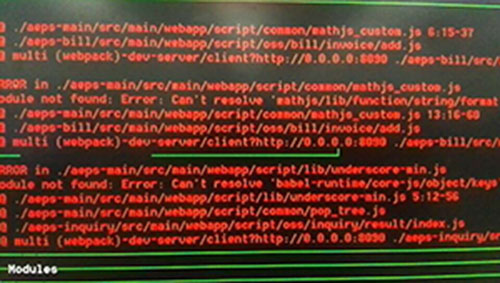 @ ./aeps-main/src/main/webapp/script/common/mathjs_custom.js 6:15-37
@ ./aeps-bill/src/main/webapp/script/oss/bill/invoice/add.js
@ multi (webpack)-dev-server/client?http://0.0.0.0:8090 ./aeps-bill/sr
ERROR in ./aeps-main/src/main/webapp/script/common/mathjs_custom.js
odule not found: Error: Can't resolve 'mathjs/lib/function/string/format
@ ./aeps-main/src/main/webapp/script/common/mathjs_custom.js 13:16-60
@ ./aeps-bill/src/main/webapp/script/oss/bill/invoice/add.js
@ multi (webpack)-dev-server/client?http://0.0.0.0:8090 ./aeps-bill/src
RROR in ./aeps-main/src/main/webapp/script/lib/underscore-min.js
odule not found: Error: Can't resolve 'babel-runtime/core-js/object/keys
@ ./aeps-main/src/main/webapp/script/lib/underscore-min.js 5:12-56
@ ./aeps-main/src/main/webapp/script/common/pop_tree.js
@ ./aeps-inquiry/src/main/webapp/script/oss/inquiry/result/index.js
@ multi (webpack)-dev-server/client?http://0.0.0.0:8090 ./aeps-inquiry/sr
Modules